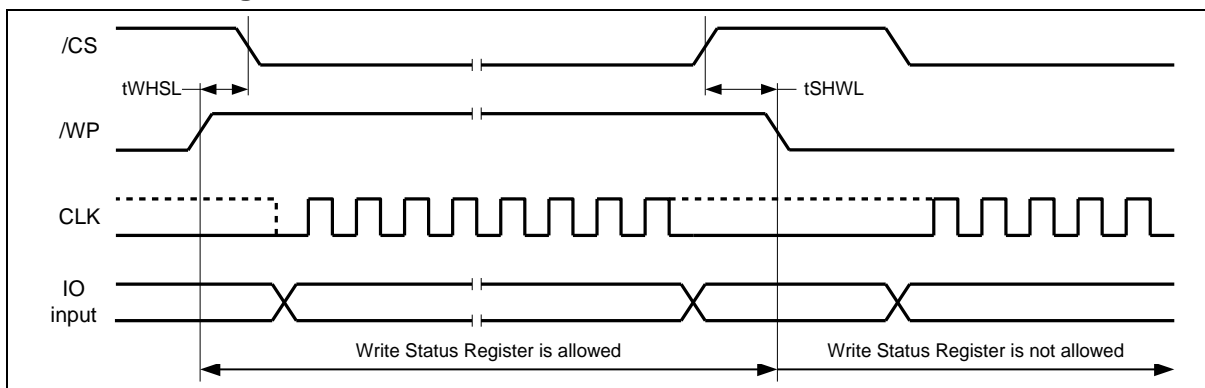 /CS
tWHSL
tSHWL
/WP
CLK
IO
input
Write Status Register is allowed
Write Status Register is not allowed